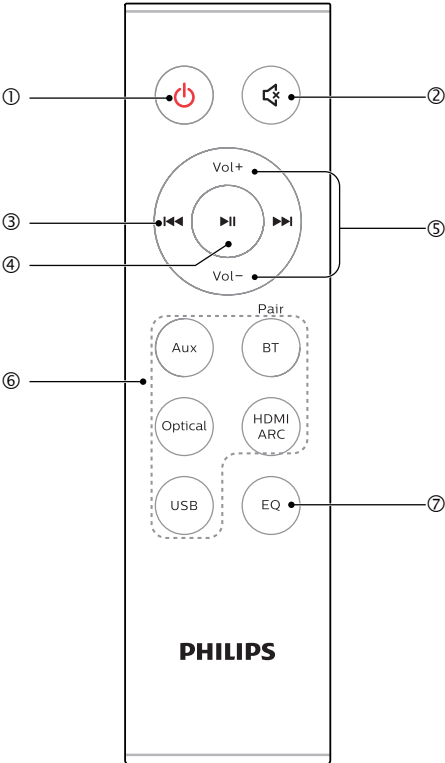 ①
②
Vol+
③
⑤
④
Vol−
Pair
Aux
BT
⑥
Optical
HDMI
ARC
USB
EQ
⑦
PHILIPS